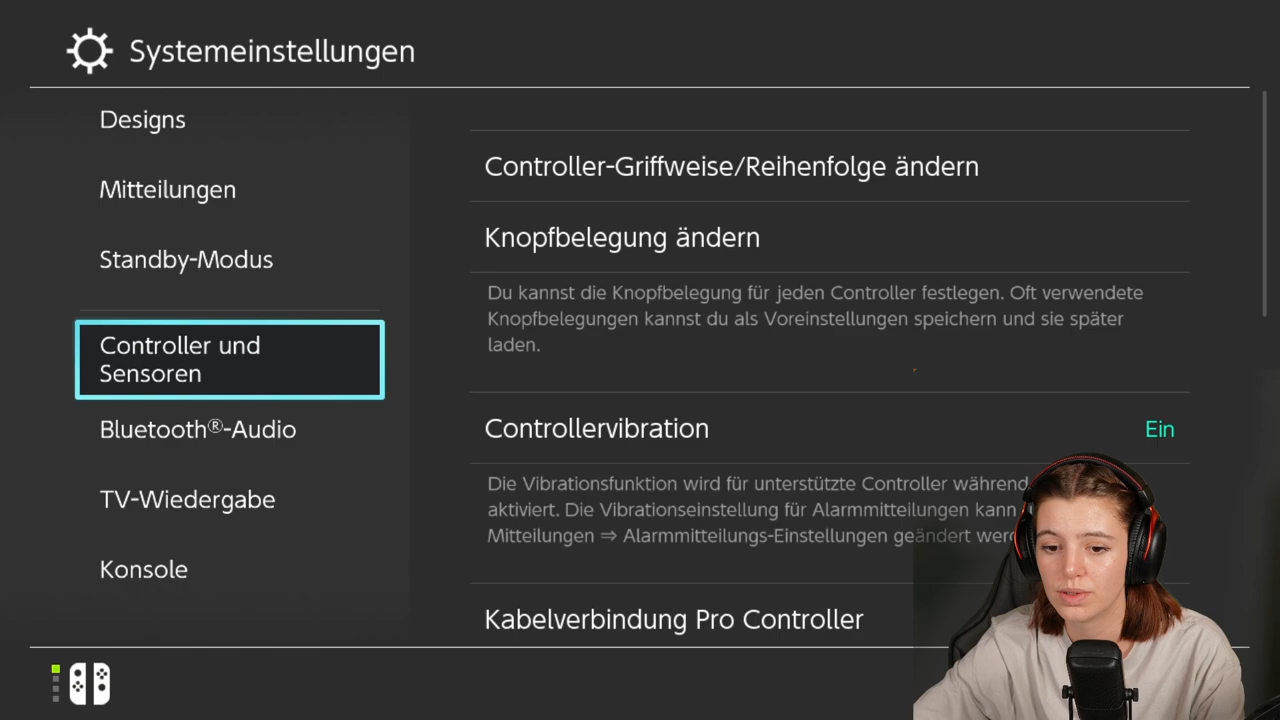 Systemeinstellungen
Designs
Mitteilungen
Standby-Modus
Controller und
Sensoren
Bluetooth®-Audio
TV-Wiedergabe
Konsole
Controller-Griffweise/Reihenfolge ändern
Knopfbelegung ändern
Du kannst die Knopfbelegung für jeden Controller festlegen. Oft verwendete
Knopfbelegungen kannst du als Voreinstellungen speichern und sie später
laden.
Controllervibration Ein
Die Vibrationsfunktion wird für unterstützte Controller während
aktiviert. Die Vibrationseinstellung für Alarmmitteilungen kann
Mitteilungen ⇒ Alarmmitteilungs-Einstellungen geändert
Kabelverbindung Pro Controller